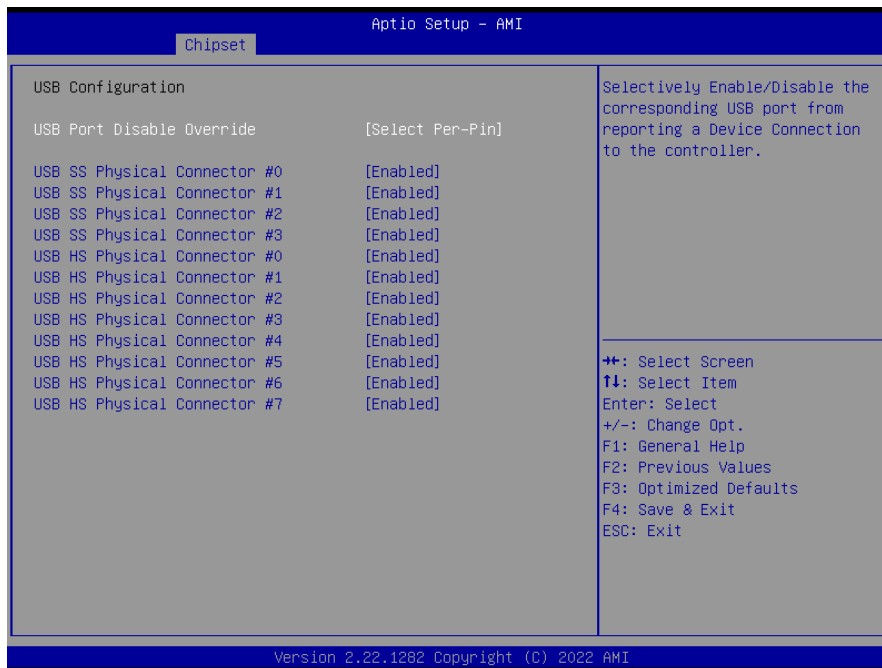 Aptio Setup - AMI
Chipset
USB Configuration
USB Port Disable Override [Select Per-Pin]
USB SS Physical Connector #0 [Enabled]
USB SS Physical Connector #1 [Enabled]
USB SS Physical Connector #2 [Enabled]
USB SS Physical Connector #3 [Enabled]
USB HS Physical Connector #0 [Enabled]
USB HS Physical Connector #1 [Enabled]
USB HS Physical Connector #2 [Enabled]
USB HS Physical Connector #3 [Enabled]
USB HS Physical Connector #4 [Enabled]
USB HS Physical Connector #5 [Enabled]
USB HS Physical Connector #6 [Enabled]
USB HS Physical Connector #7 [Enabled]
Selectively Enable/Disable the
corresponding USB port from
reporting a Device Connection
to the controller.
→←: Select Screen
↑↓: Select Item
Enter: Select
+/-: Change Opt.
F1: General Help
F2: Previous Values
F3: Optimized Defaults
F4: Save & Exit
ESC: Exit
Version 2.22.1282 Copyright (C) 2022 AMI